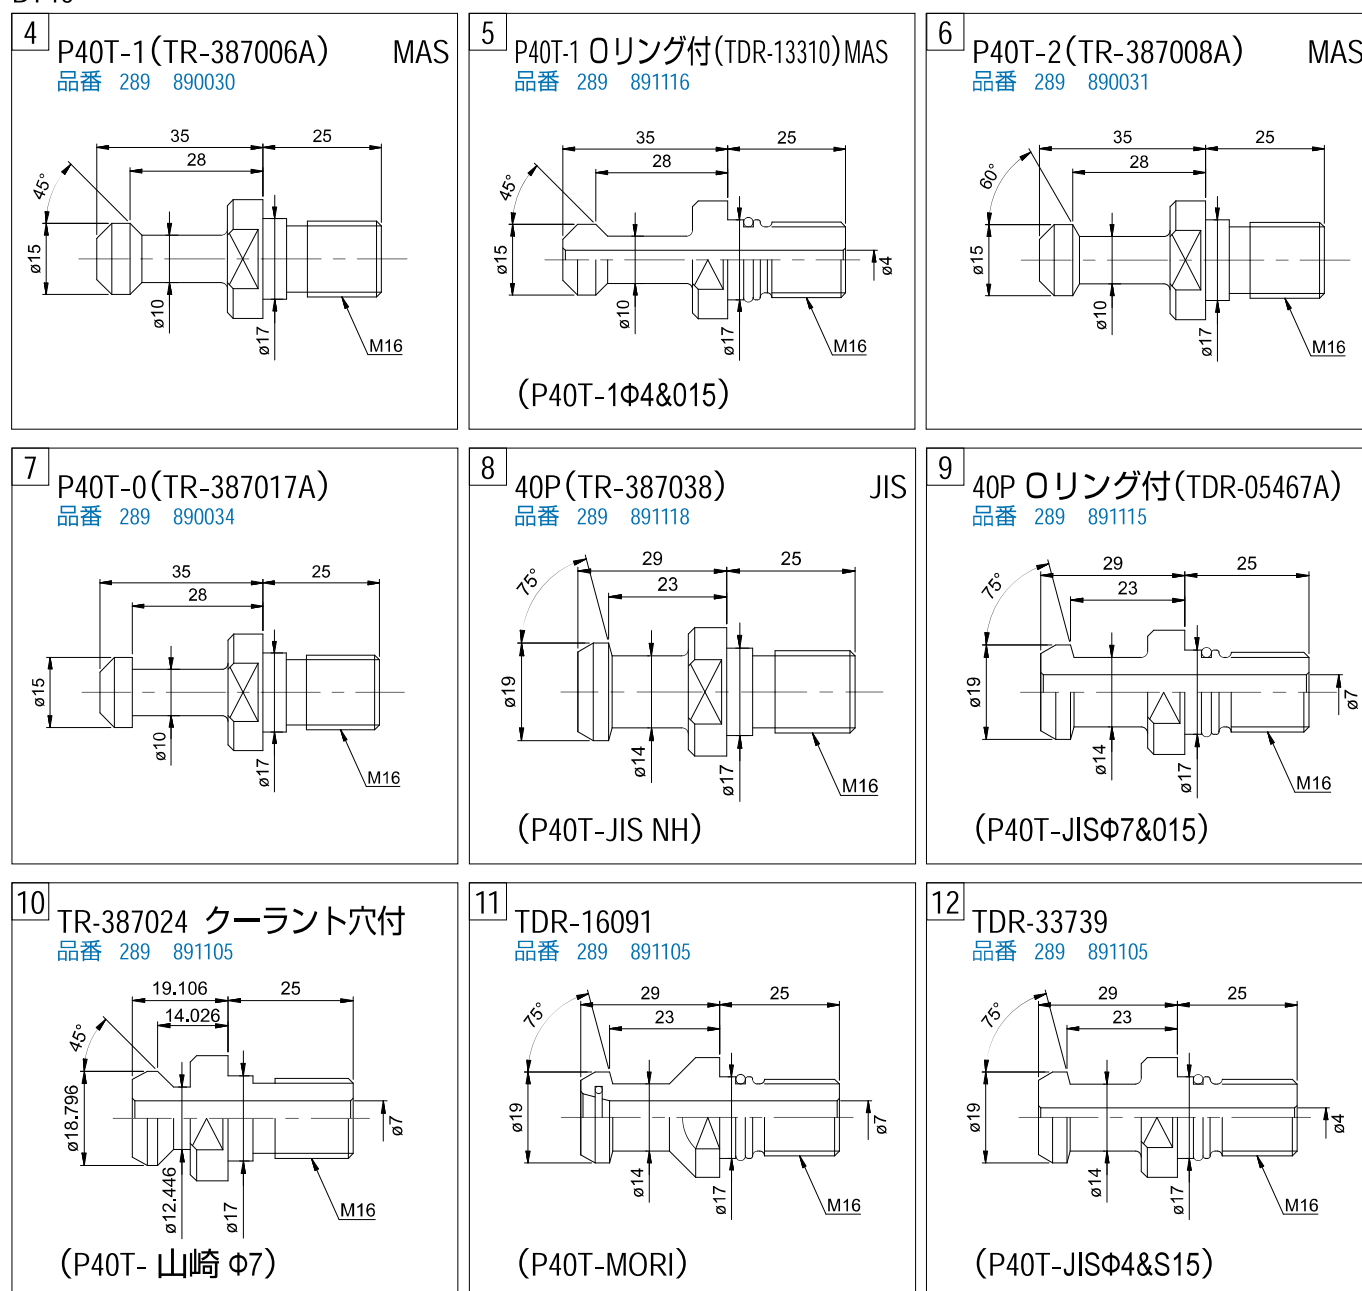 4
P40T-1(TR-387006A) MAS
品番 289 890030
35
25
28
45°
ø15
ø10
ø17
M16
5
P40T-1 Oリング付(TDR-13310)MAS
品番 289 891116
35
25
28
45°
ø15
ø10
ø17
ø4
M16
(P40T-1Φ4&O15)
6
P40T-2(TR-387008A) MAS
品番 289 890031
35
25
28
60°
ø15
ø10
ø17
M16
7
P40T-0(TR-387017A)
品番 289 890034
35
25
28
ø15
ø10
ø17
M16
8
40P(TR-387038) JIS
品番 289 891118
29
25
23
75°
ø19
ø14
ø17
M16
(P40T-JIS NH)
9
40P Oリング付(TDR-05467A)
品番 289 891115
29
25
23
75°
ø19
ø14
ø17
ø7
M16
(P40T-JISΦ7&O15)
10
TR-387024 クーラント穴付
品番 289 891105
19.106
25
14.026
45°
ø18.796
ø12.446
ø17
ø7
M16
(P40T- 山崎 Φ7)
11
TDR-16091
品番 289 891105
29
25
23
75°
ø19
ø14
ø17
ø7
M16
(P40T-MORI)
12
TDR-33739
品番 289 891105
29
25
23
75°
ø19
ø14
ø17
ø4
M16
(P40T-JISΦ4&S15)